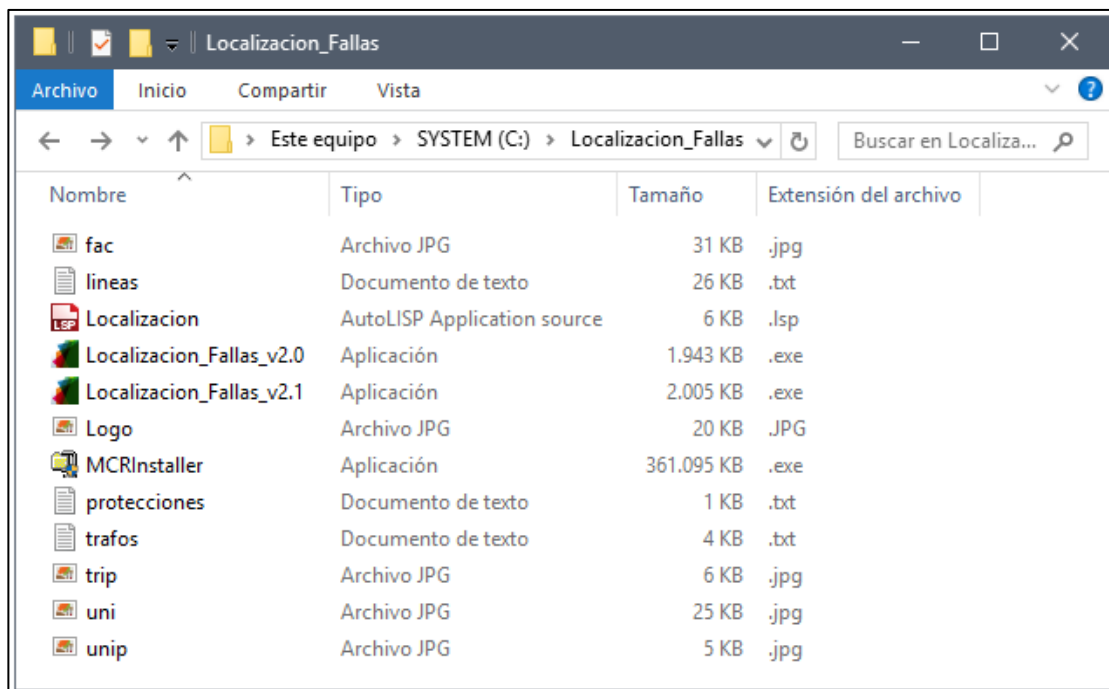 Localizacion_Fallas
Archivo Inicio Compartir Vista
Este equipo > SYSTEM (C:) > Localizacion_Fallas Buscar en Localiza...
Nombre Tipo Tamaño Extensión del archivo
fac Archivo JPG 31 KB .jpg
lineas Documento de texto 26 KB .txt
LSP Localizacion AutoLISP Application source 6 KB .lsp
Localizacion_Fallas_v2.0 Aplicación 1.943 KB .exe
Localizacion_Fallas_v2.1 Aplicación 2.005 KB .exe
Logo Archivo JPG 20 KB .JPG
MCRInstaller Aplicación 361.095 KB .exe
protecciones Documento de texto 1 KB .txt
trafos Documento de texto 4 KB .txt
trip Archivo JPG 6 KB .jpg
uni Archivo JPG 25 KB .jpg
unip Archivo JPG 5 KB .jpg